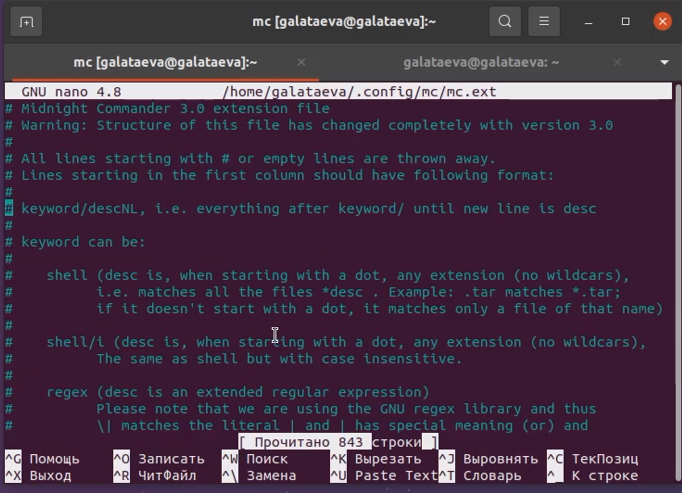 mc [galataeva@galataeva]:~
mc [galataeva@galataeva]:~ × galataeva@galataeva: ~ ×
GNU nano 4.8 /home/galataeva/.config/mc/mc.ext
# Midnight Commander 3.0 extension file
# Warning: Structure of this file has changed completely with version 3.0
#
# All lines starting with # or empty lines are thrown away.
# Lines starting in the first column should have following format:
#
# keyword/descNL, i.e. everything after keyword/ until new line is desc
#
# keyword can be:
#
#    shell (desc is, when starting with a dot, any extension (no wildcars),
#          i.e. matches all the files *desc . Example: .tar matches *.tar;
#          if it doesn't start with a dot, it matches only a file of that name)
#
#    shell/i (desc is, when starting with a dot, any extension (no wildcars),
#          The same as shell but with case insensitive.
#
#    regex (desc is an extended regular expression)
#          Please note that we are using the GNU regex library and thus
#          \| matches the literal | and | has special meaning (or) and
[ Прочитано 843 строки ]
^G Помощь ^O Записать ^W Поиск ^K Вырезать ^J Выровнять ^C ТекПозиц
^X Выход ^R ЧитФайл ^\ Замена ^U Paste Text ^T Словарь ^_ К строке